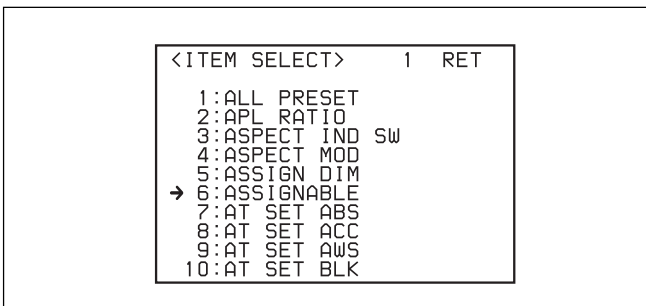 <ITEM SELECT> 1 RET
1:ALL PRESET
2:APL RATIO
3:ASPECT IND SW
4:ASPECT MOD
5:ASSIGN DIM
→ 6:ASSIGNABLE
7:AT SET ABS
8:AT SET ACC
9:AT SET AWS
10:AT SET BLK